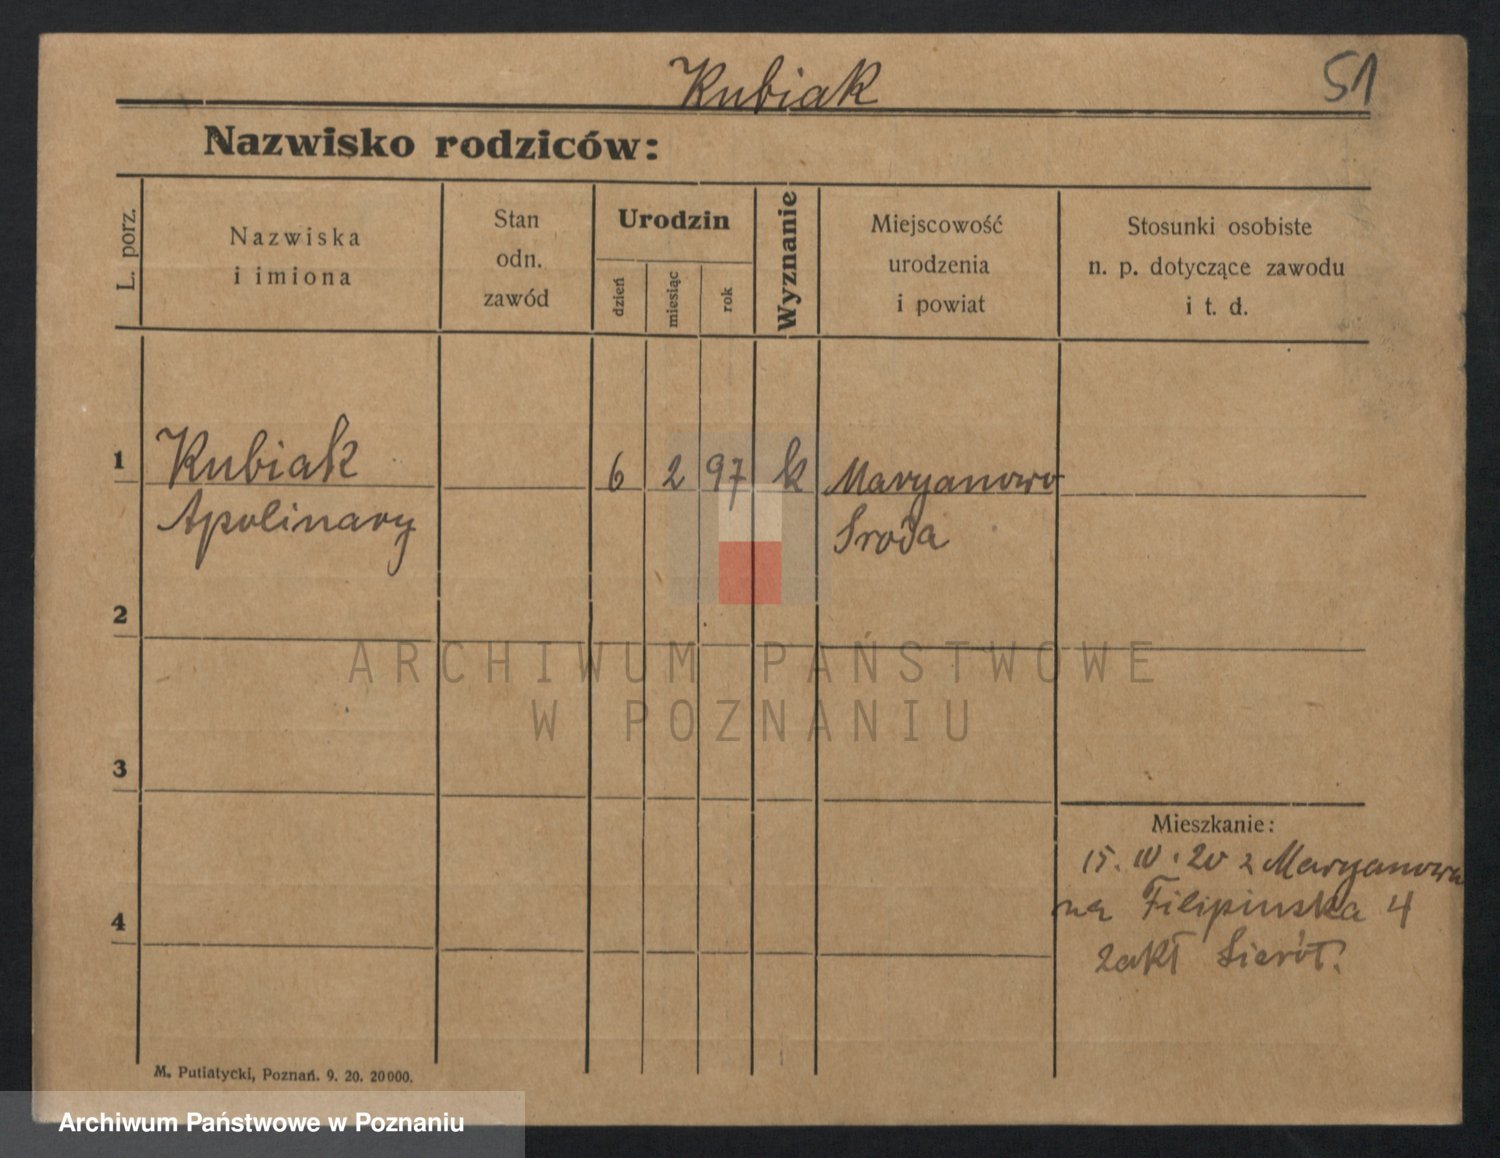 Kubiak
51
Nazwisko rodziców:
L. porz.
Nazwiska
i imiona
Stan
odn.
zawód
Urodzin
dzień
miesiąc
rok
Wyznanie
Miejscowość
urodzenia
i powiat
Stosunki osobiste
n. p. dotyczące zawodu
i t. d.
1
Kubiak
6 2 97 k Maryanowo
Apolinary
Sroda
2
ARCHIWUM PAŃSTWOWE
W POZNANIU
3
Mieszkanie:
15. IV. 20 z Maryanowa
na Filipinska 4
zakł Sierót.
4
M. Putiatycki, Poznań. 9. 20. 20000.
Archiwum Państwowe w Poznaniu